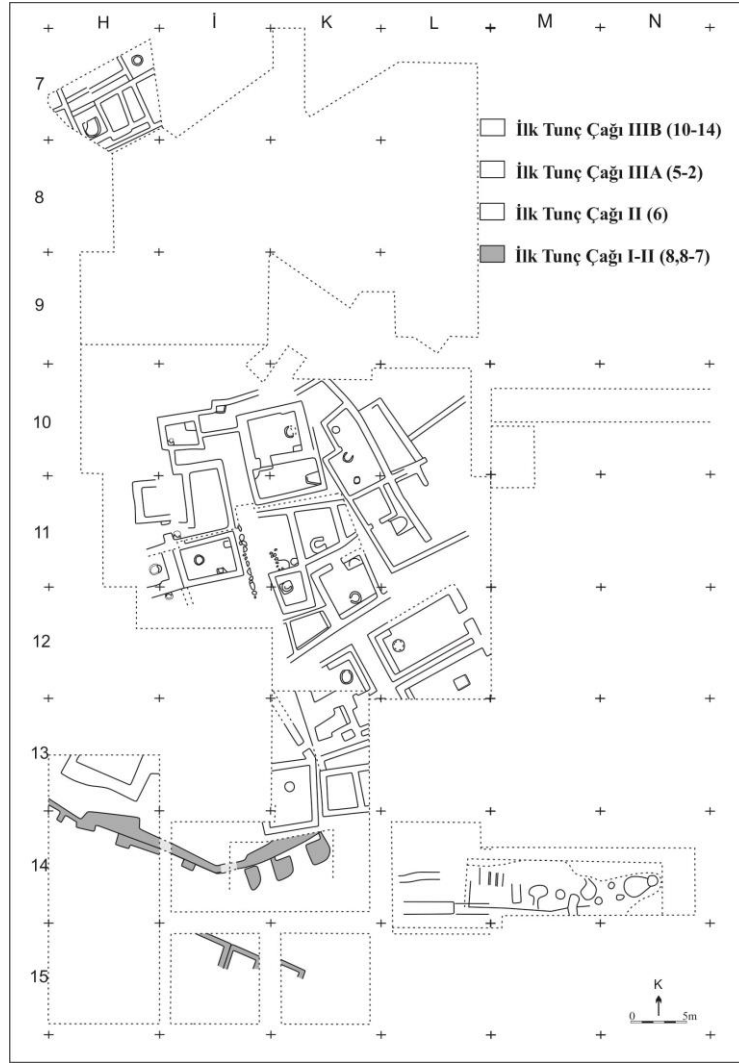 H İ K L M N
7
İlk Tunç Çağı IIIB (10-14)
İlk Tunç Çağı IIIA (5-2)
8
İlk Tunç Çağı II (6)
İlk Tunç Çağı I-II (8,8-7)
9
10
11
12
13
14
15
K
0 5m